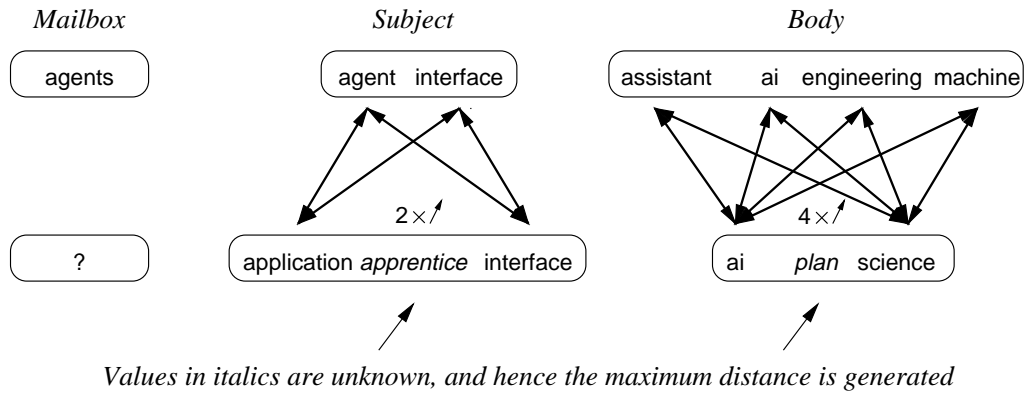 Mailbox Subject Body
agents agent interface assistant ai engineering machine
2 × 4 ×
? application apprentice interface ai plan science
Values in italics are unknown, and hence the maximum distance is generated